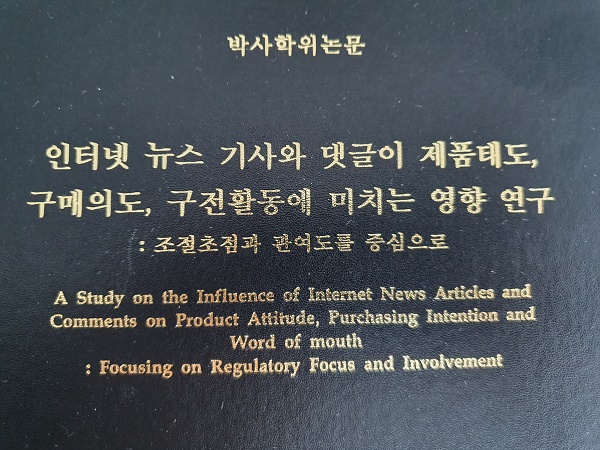 박사학위논문
인터넷 뉴스 기사와 댓글이 제품태도,
구매의도, 구전활동에 미치는 영향 연구
: 조절초점과 관여도를 중심으로
A Study on the Influence of Internet News Articles and
Comments on Product Attitude, Purchasing Intention and
Word of mouth
: Focusing on Regulatory Focus and Involvement